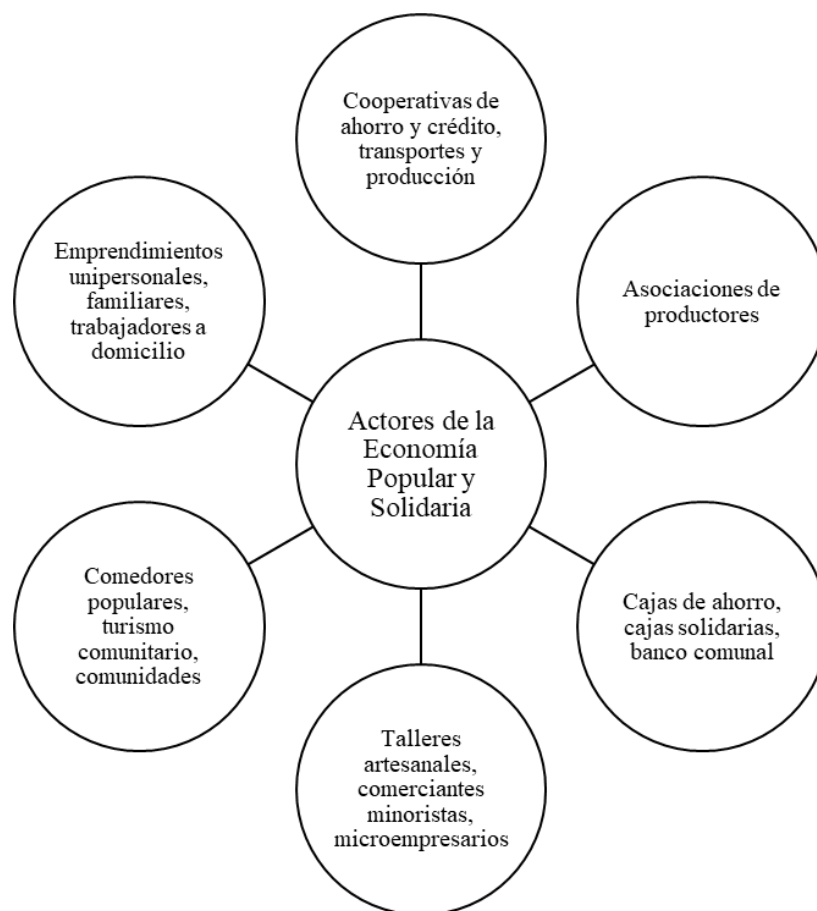 Cooperativas de
ahorro y crédito,
transportes y
producción
Emprendimientos
unipersonales,
familiares,
trabajadores a
domicilio
Asociaciones de
productores
Actores de la
Economía
Popular y
Solidaria
Comedores
populares,
turismo
comunitario,
comunidades
Cajas de ahorro,
cajas solidarias,
banco comunal
Talleres
artesanales,
comerciantes
minoristas,
microempresarios